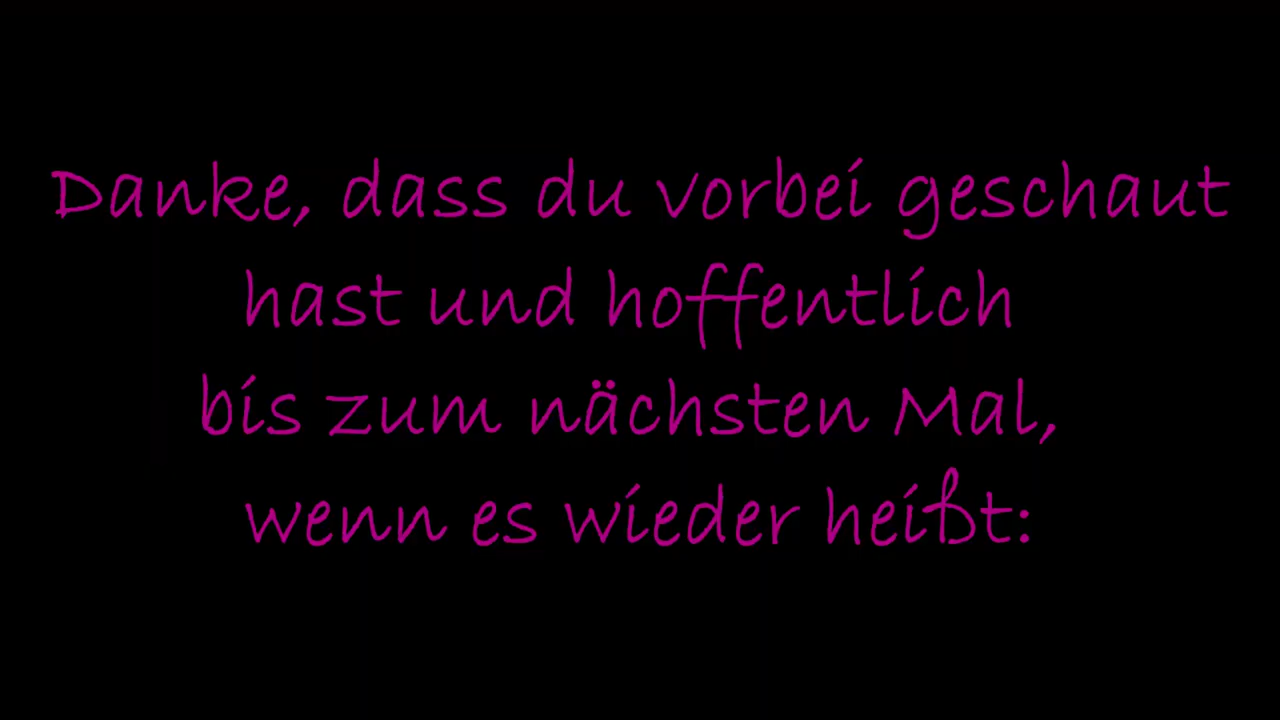 Danke, dass du vorbei geschaut
hast und hoffentlich
bis zum nächsten Mal,
wenn es wieder heißt: